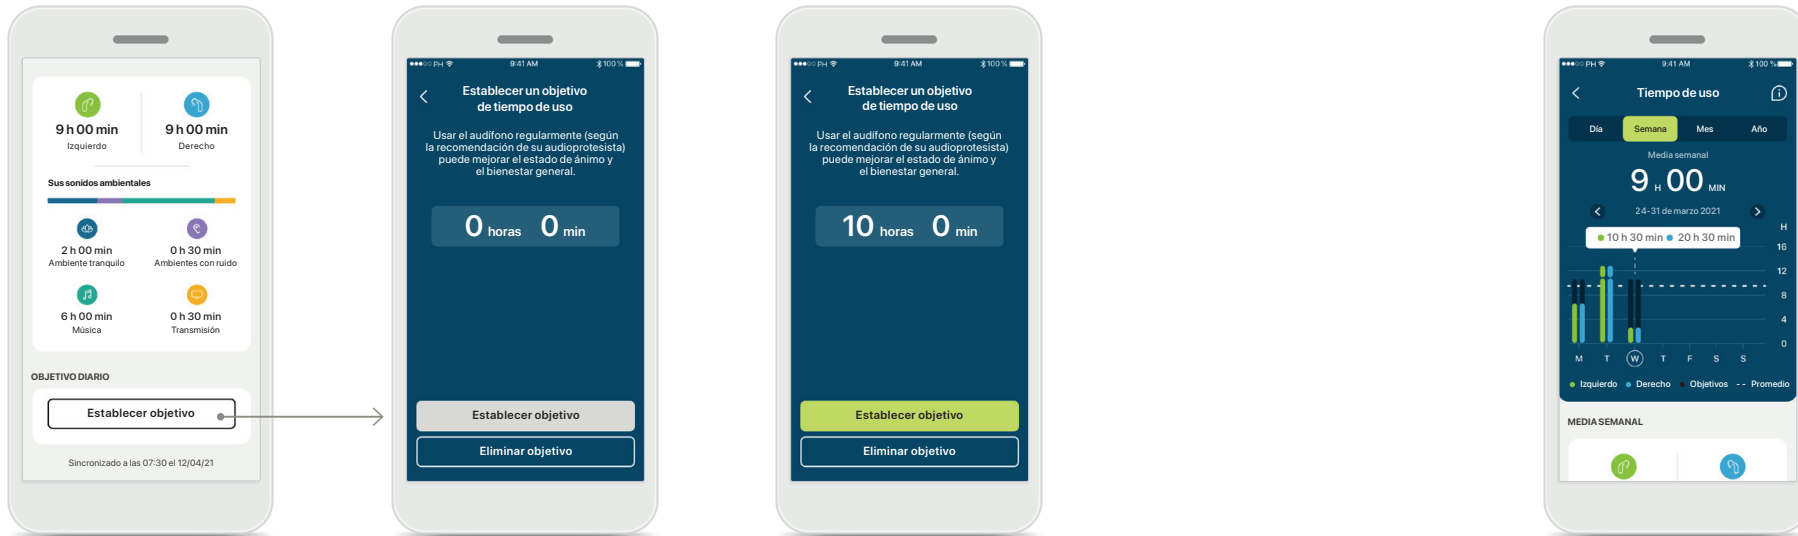 9 h 00 min
9 h 00 min
Izquierdo
Derecho
Sus sonidos ambientales
2 h 00 min
0 h 30 min
Ambiente tranquilo
Ambientes con ruido
6 h 00 min
0 h 30 min
Música
Transmisión
OBJETIVO DIARIO
Establecer objetivo
Sincronizado a las 07:30 el 12/04/21
PH 9:41 AM 100 %
Establecer un objetivo
de tiempo de uso
Usar el audífono regularmente (según
la recomendación de su audioprotesista)
puede mejorar el estado de ánimo y
el bienestar general.
0 horas 0 min
Establecer objetivo
Eliminar objetivo
PH 9:41 AM 100 %
Establecer un objetivo
de tiempo de uso
Usar el audífono regularmente (según
la recomendación de su audioprotesista)
puede mejorar el estado de ánimo y
el bienestar general.
10 horas 0 min
Establecer objetivo
Eliminar objetivo
PH 9:41 AM 100 %
Tiempo de uso
Día Semana Mes Año
Media semanal
9 H 00 MIN
24-31 de marzo 2021
H
10 h 30 min 20 h 30 min
16
12
8
4
0
M T W T F S S
Izquierdo Derecho Objetivos -- Promedio
MEDIA SEMANAL